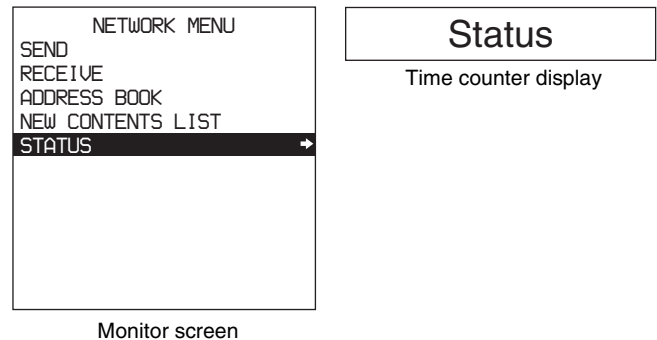 NETWORK MENU
SEND
RECEIVE
ADDRESS BOOK
NEW CONTENTS LIST
STATUS
Monitor screen
Status
Time counter display